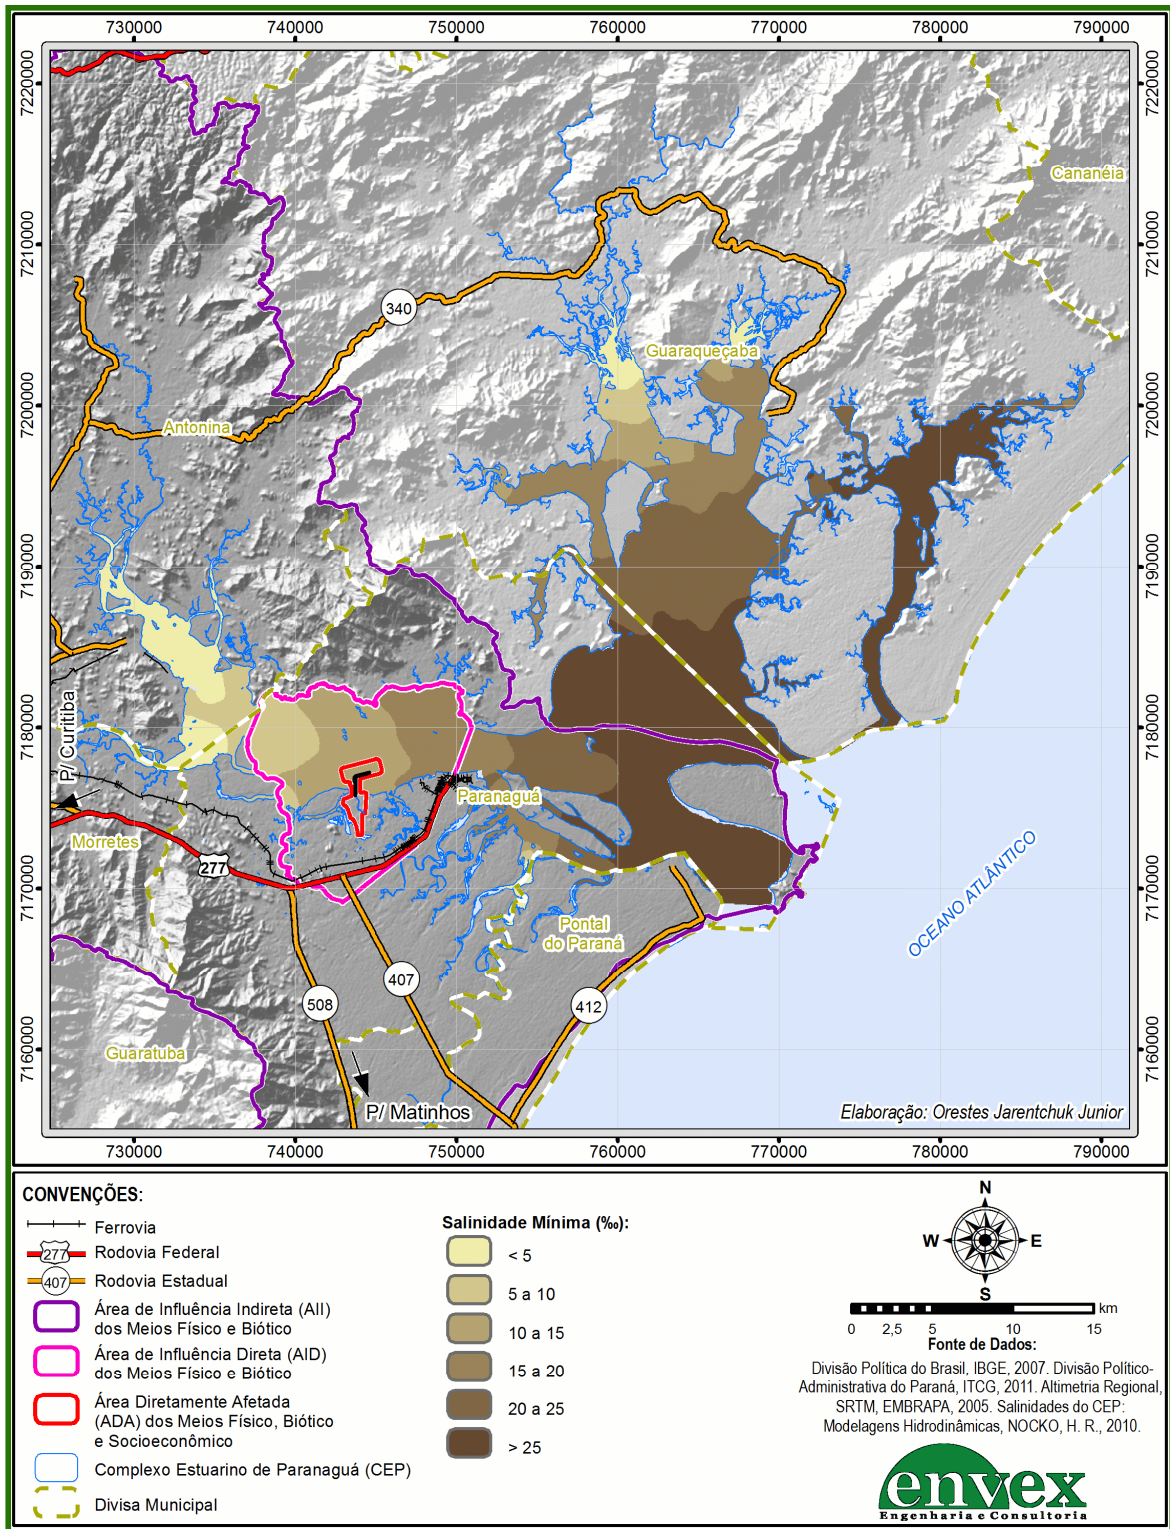 730000 740000 750000 760000 770000 780000 790000
7220000
7220000
Cananéia
7210000
7210000
340
Guaraqueçaba
7200000
7200000
Antonina
7190000
7190000
P/ Curitiba
7180000
7180000
Paranaguá
Morretes
277
OCEANO ATLÂNTICO
7170000
7170000
Pontal
do Paraná
407
508
412
7160000
7160000
Guaratuba
P/ Matinhos
Elaboração: Orestes Jarentchuk Junior
730000 740000 750000 760000 770000 780000 790000
CONVENÇÕES:
Ferrovia
277 Rodovia Federal
407 Rodovia Estadual
Área de Influência Indireta (AII)
dos Meios Físico e Biótico
Área de Influência Direta (AID)
dos Meios Físico e Biótico
Área Diretamente Afetada
(ADA) dos Meios Físico, Biótico
e Socioeconômico
Complexo Estuarino de Paranaguá (CEP)
Divisa Municipal
Salinidade Mínima (‰):
< 5
5 a 10
10 a 15
15 a 20
20 a 25
> 25
N
W E
S
km
0 2,5 5 10 15
Fonte de Dados:
Divisão Política do Brasil, IBGE, 2007. Divisão Político-
Administrativa do Paraná, ITCG, 2011. Altimetria Regional,
SRTM, EMBRAPA, 2005. Salinidades do CEP:
Modelagens Hidrodinâmicas, NOCKO, H. R., 2010.
envex
Engenharia e Consultoria